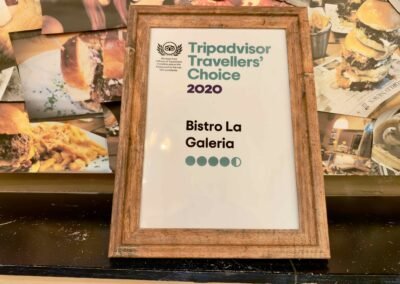 Tripadvisor
Travellers'
Choice
2020
Bistro La
Galeria